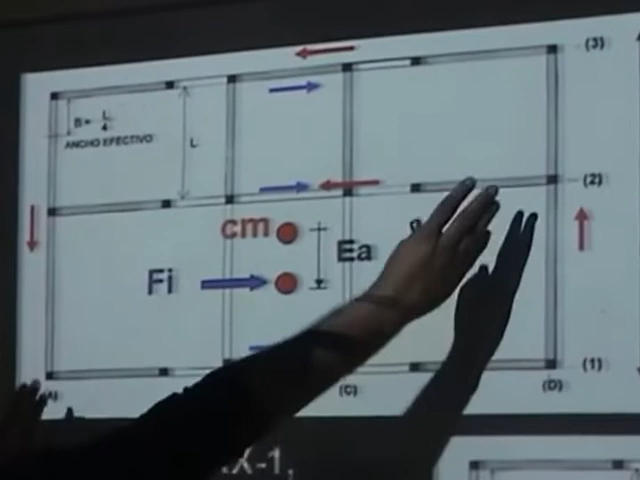 (3)
B= L/4
ANCHO EFECTIVO
L
(2)
cm
Ea
Fi
(1)
(C)
(D)
X-1,